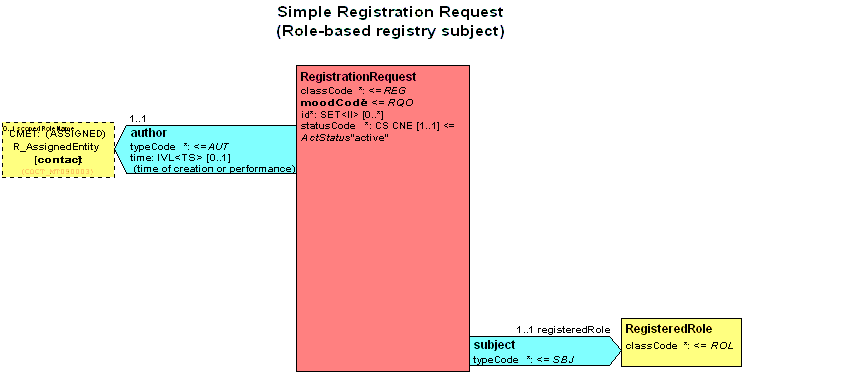 Simple Registration Request
(Role-based registry subject)
RegistrationRequest
classCode *: <= REG
moodCode <= RQO
id*: SET<II> [0..*]
statusCode *: CS CNE [1..1] <=
ActStatus"active"
1..1
author
typeCode *: <=AUT
time: IVL<TS> [0..1]
(time of creation or performance)
CMET: (ASSIGNED)
R_AssignedEntity
[contact]
(COCT_MT090003)
1..1 registeredRole
subject
typeCode *: <= SBJ
RegisteredRole
classCode *: <= ROL